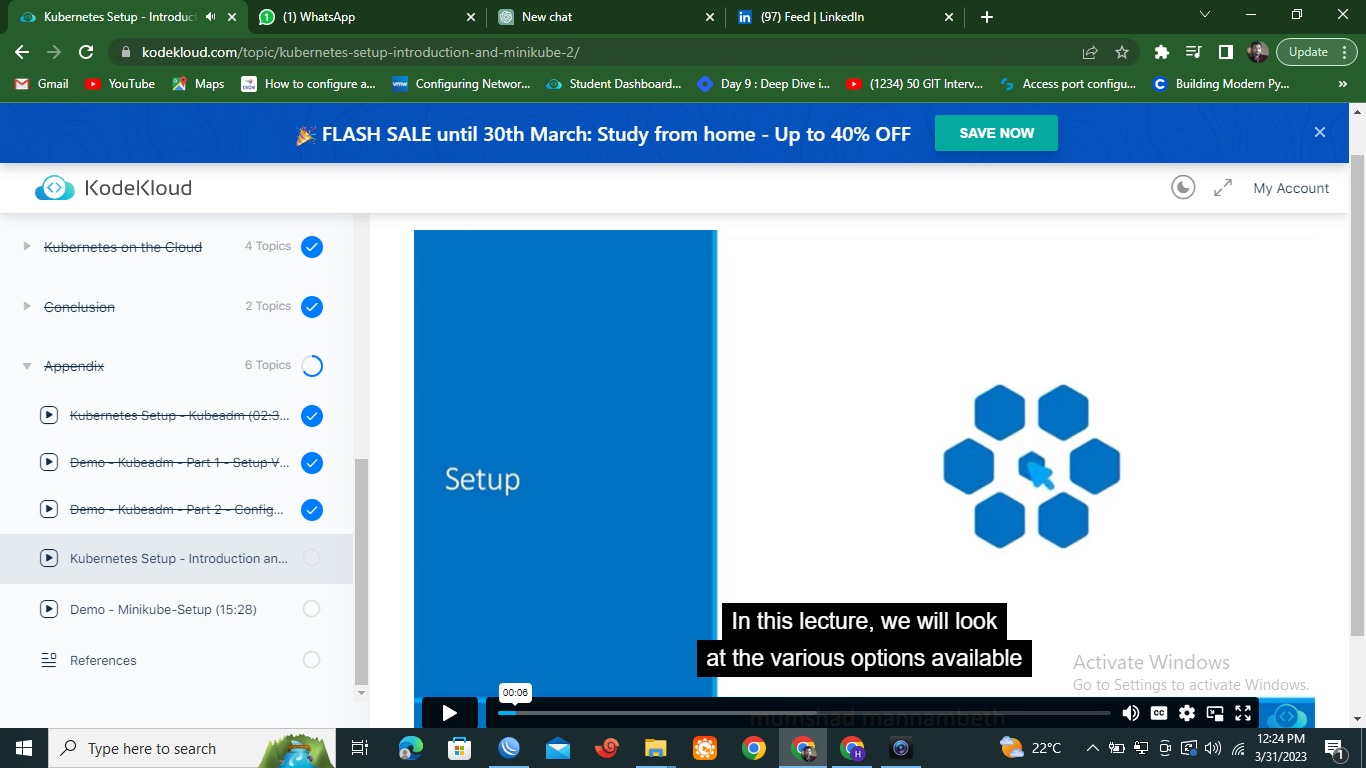 Kubernetes Setup - Introduct
(1) WhatsApp
New chat
(97) Feed | LinkedIn
kodekloud.com/topic/kubernetes-setup-introduction-and-minikube-2/
Update
Gmail
YouTube
Maps
How to configure a...
Configuring Networ...
Student Dashboard...
Day 9 : Deep Dive i...
(1234) 50 GIT Interv...
Access port configu...
Building Modern Py...
»
FLASH SALE until 30th March: Study from home - Up to 40% OFF
SAVE NOW
KodeKloud
My Account
Kubernetes on the Cloud
4 Topics
Conclusion
2 Topics
Appendix
6 Topics
Kubernetes Setup - Kubeadm (02:3...
Demo - Kubeadm - Part 1 - Setup V...
Demo - Kubeadm - Part 2 - Config...
Kubernetes Setup - Introduction an...
Demo - Minikube-Setup (15:28)
References
Setup
In this lecture, we will look
at the various options available
Activate Windows
Go to Settings to activate Windows.
00:06
CC
mumshad mannambeth
Type here to search
22°C
12:24 PM
3/31/2023
1